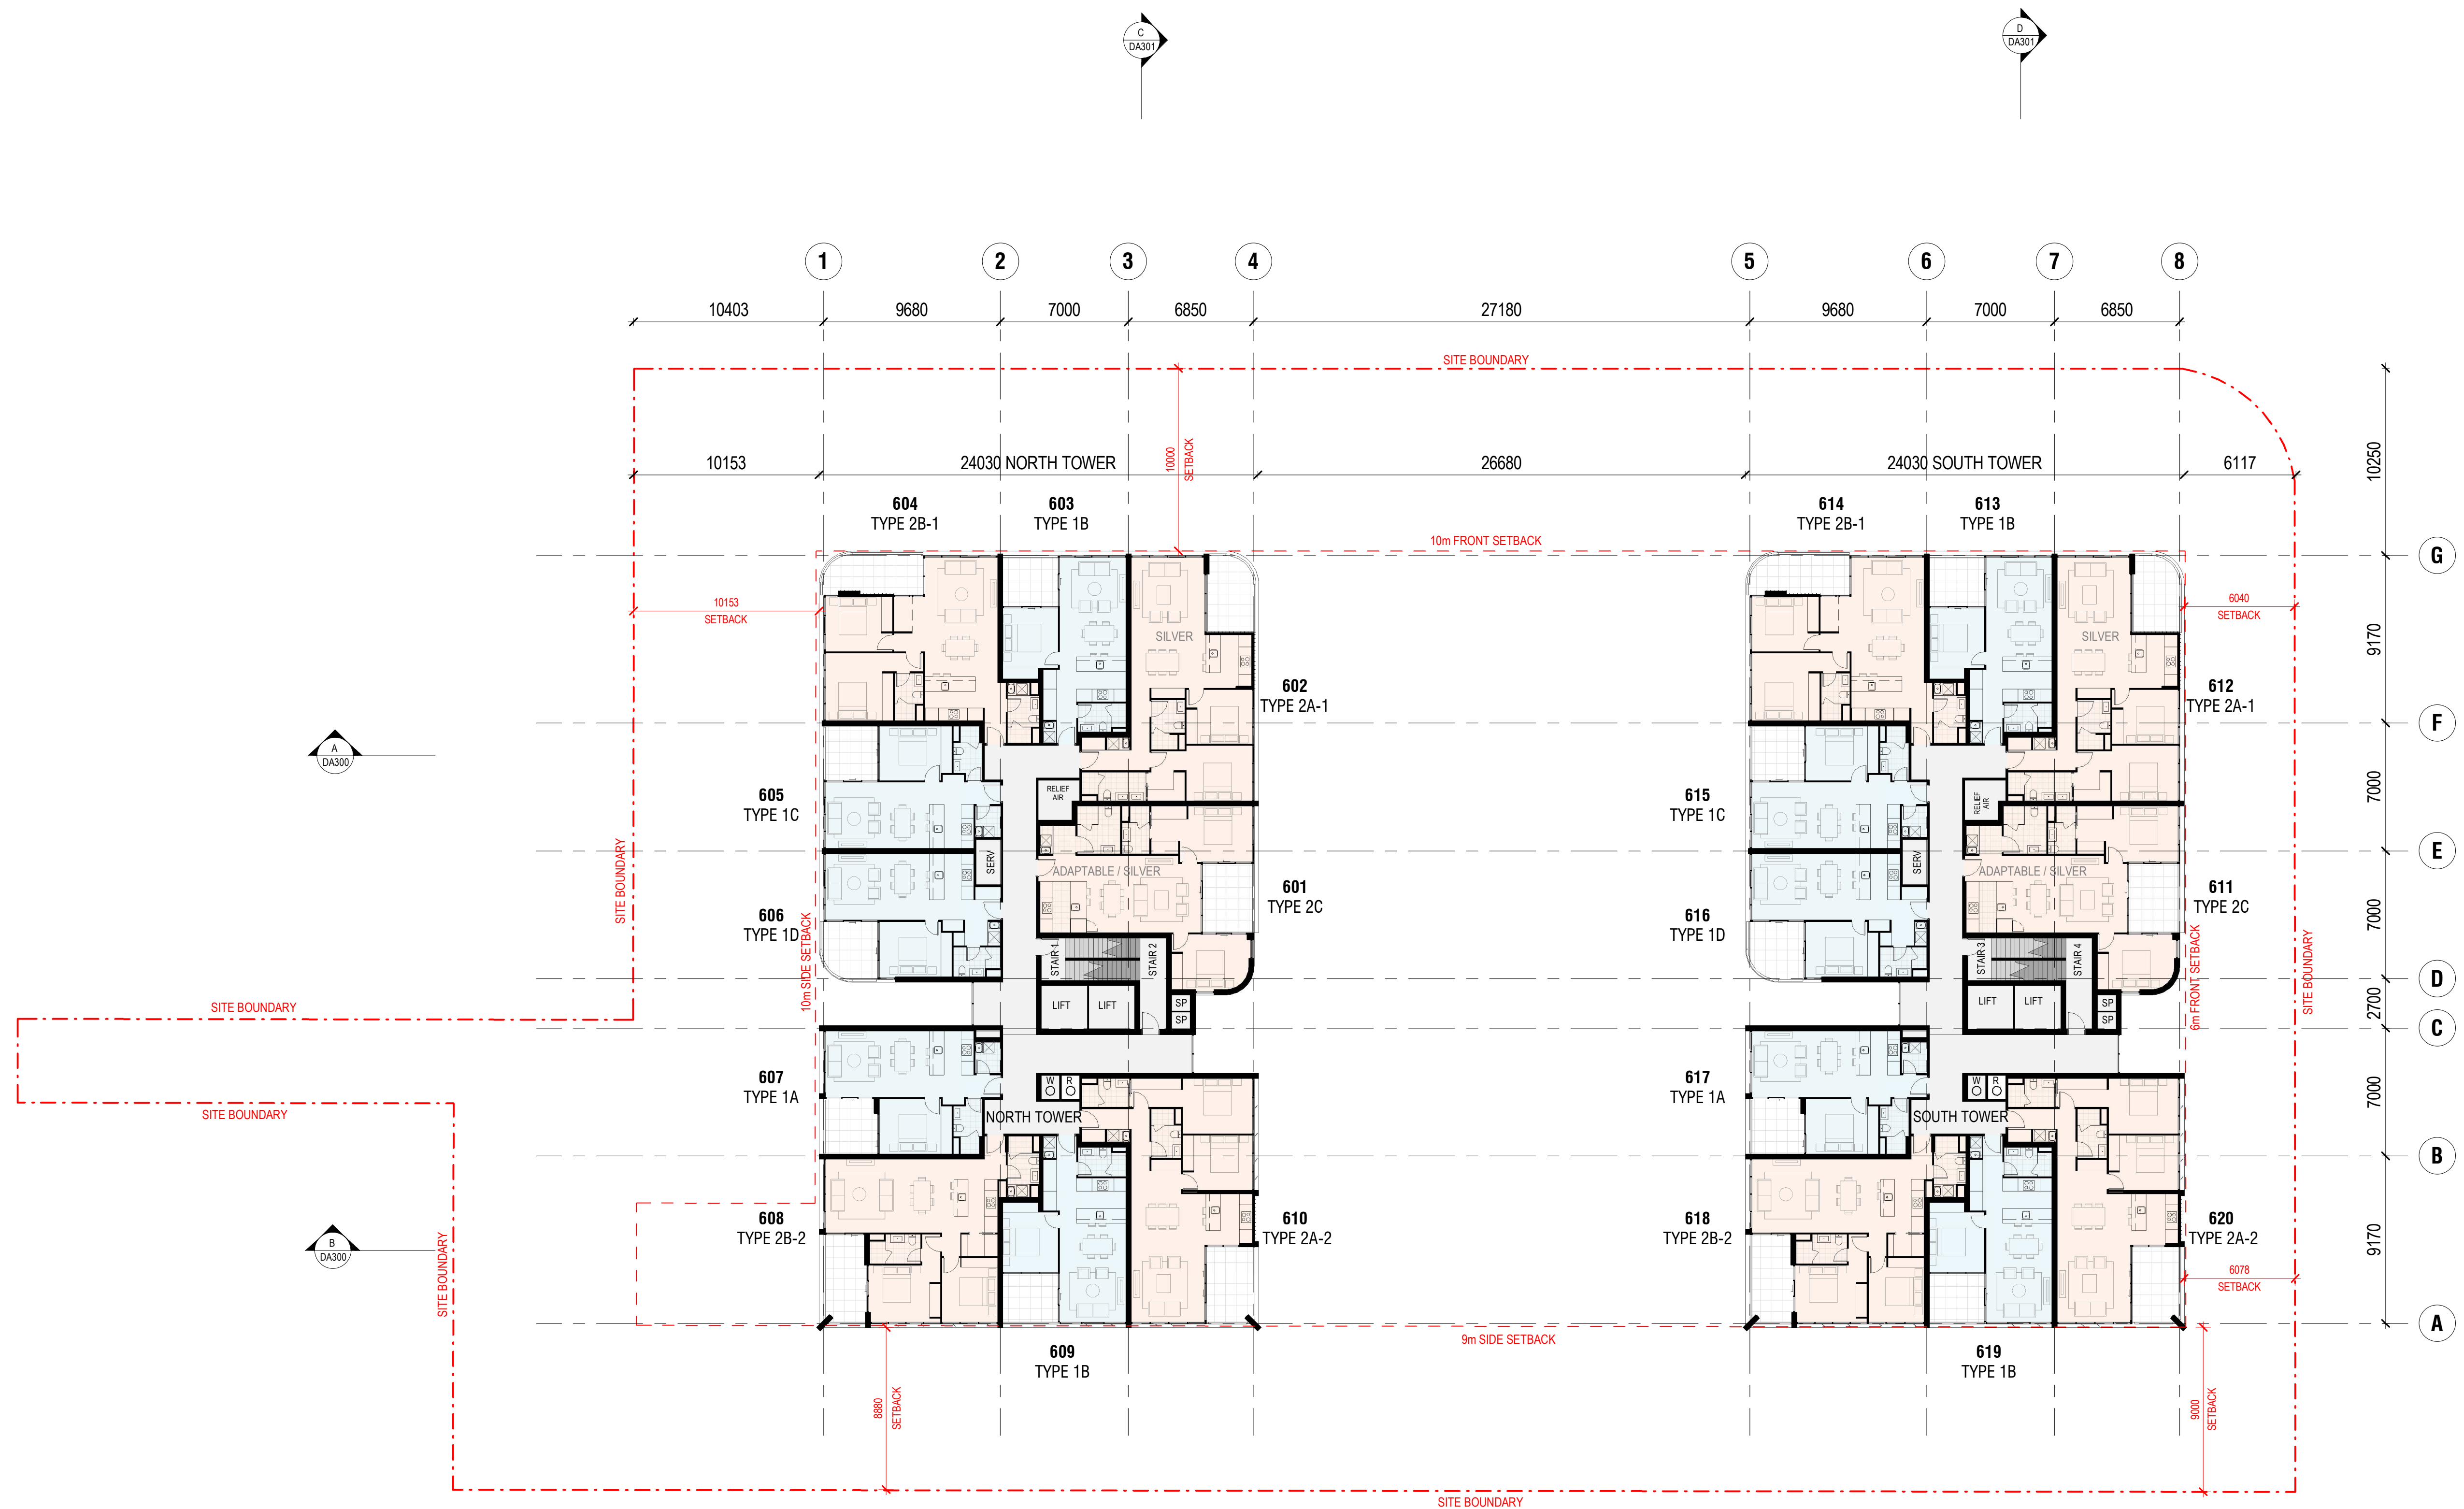 C
DA301
D
DA301
1
2
3
4
5
6
7
8
10403
9680
7000
6850
27180
9680
7000
6850
SITE BOUNDARY
10153
24030 NORTH TOWER
10000
SETBACK
26680
24030 SOUTH TOWER
6117
10250
604
TYPE 2B-1
603
TYPE 1B
614
TYPE 2B-1
613
TYPE 1B
10m FRONT SETBACK
G
10153
SETBACK
6040
SETBACK
SILVER
SILVER
9170
602
TYPE 2A-1
612
TYPE 2A-1
F
A
DA300
605
TYPE 1C
RELIEF
AIR
615
TYPE 1C
RELIEF
AIR
7000
SERV
SERV
E
ADAPTABLE / SILVER
ADAPTABLE / SILVER
SITE BOUNDARY
601
TYPE 2C
611
TYPE 2C
606
TYPE 1D
616
TYPE 1D
7000
10m SIDE SETBACK
STAIR 1
STAIR 2
STAIR 3
STAIR 4
6m FRONT SETBACK
SITE BOUNDARY
D
SITE BOUNDARY
LIFT
LIFT
SP
SP
LIFT
LIFT
SP
SP
2700
C
607
TYPE 1A
W
R
617
TYPE 1A
W
R
7000
SITE BOUNDARY
NORTH TOWER
SOUTH TOWER
B
608
TYPE 2B-2
610
TYPE 2A-2
618
TYPE 2B-2
620
TYPE 2A-2
9170
B
DA300
SITE BOUNDARY
6078
SETBACK
A
9m SIDE SETBACK
609
TYPE 1B
619
TYPE 1B
8880
SETBACK
9000
SETBACK
SITE BOUNDARY